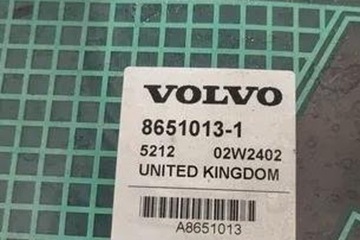 VOLVO
8651013-1
5212 02W2402
UNITED KINGDOM
A8651013